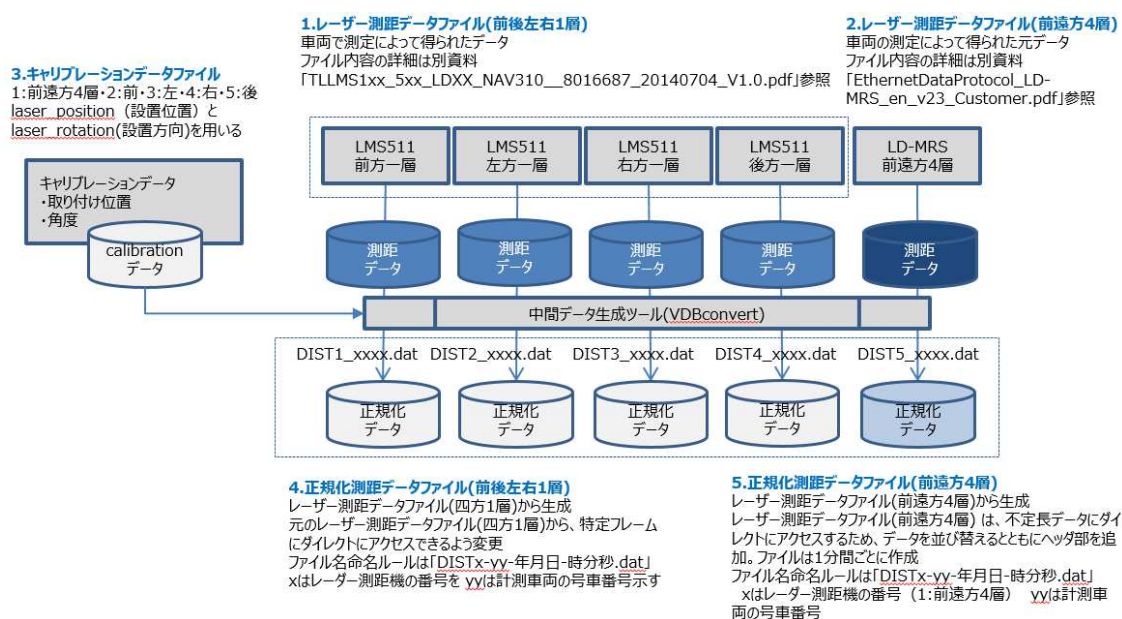 1.レーザー測距データファイル(前後左右1層)
車両で測定によって得られたデータ
ファイル内容の詳細は別資料
「TLLMS1xx_5xx_LDXX_NAV310__8016687_20140704_V1.0.pdf」参照
2.レーザー測距データファイル(前遠方4層)
車両の測定によって得られた元データ
ファイル内容の詳細は別資料
「EthernetDataProtocol_LD-
MRS_en_v23_Customer.pdf」参照
3.キャリブレーションデータファイル
1:前遠方4層・2:前・3:左・4:右・5:後
laser_position（設置位置）と
laser_rotation(設置方向)を用いる
LMS511
前方一層
LMS511
左方一層
LMS511
右方一層
LMS511
後方一層
LD-MRS
前遠方4層
キャリブレーションデータ
・取り付け位置
・角度
calibration
データ
測距
データ
測距
データ
測距
データ
測距
データ
測距
データ
中間データ生成ツール(VDBconvert)
DIST1_xxxx.dat
DIST2_xxxx.dat
DIST3_xxxx.dat
DIST4_xxxx.dat
DIST5_xxxx.dat
正規化
データ
正規化
データ
正規化
データ
正規化
データ
正規化
データ
4.正規化測距データファイル(前後左右1層)
レーザー測距データファイル(四方1層)から生成
元のレーザー測距データファイル(四方1層)から、特定フレーム
にダイレクトにアクセスできるよう変更
ファイル名命名ルールは「DISTx-yy-年月日-時分秒.dat」
xはレーダー測距機の番号を yyは計測車両の号車番号示す
5.正規化測距データファイル(前遠方4層)
レーザー測距データファイル(前遠方4層)から生成
レーザー測距データファイル(前遠方4層) は、不定長データにダイ
レクトにアクセスするため、データを並び替えるとともにヘッダ部を追
加。ファイルは1分間ごとに作成
ファイル名命名ルールは「DISTx-yy-年月日-時分秒.dat」
xはレーダー測距機の番号（1:前遠方4層） yyは計測車
両の号車番号